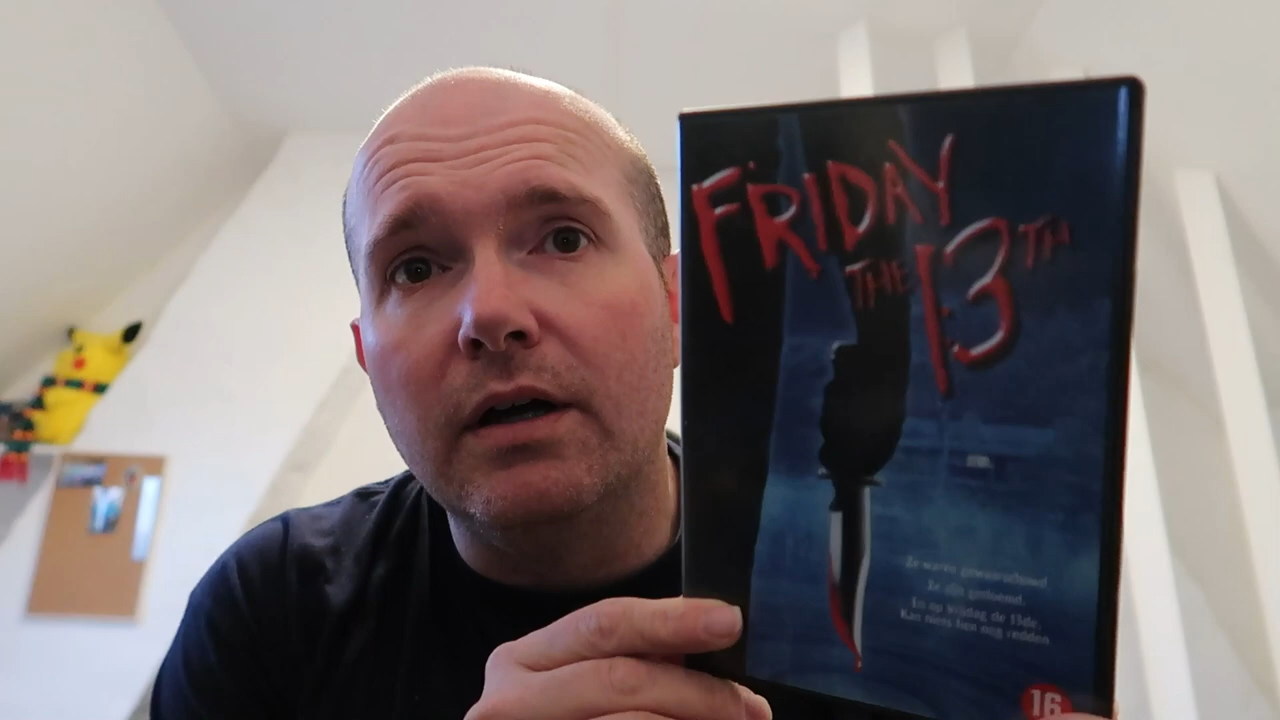 FRIDAY
THE 13TH
Ze waren gewaarschuwd.
Ze zijn gedoemd.
En op Vrijdag de 13de,
Kan niets hen nog redden
16